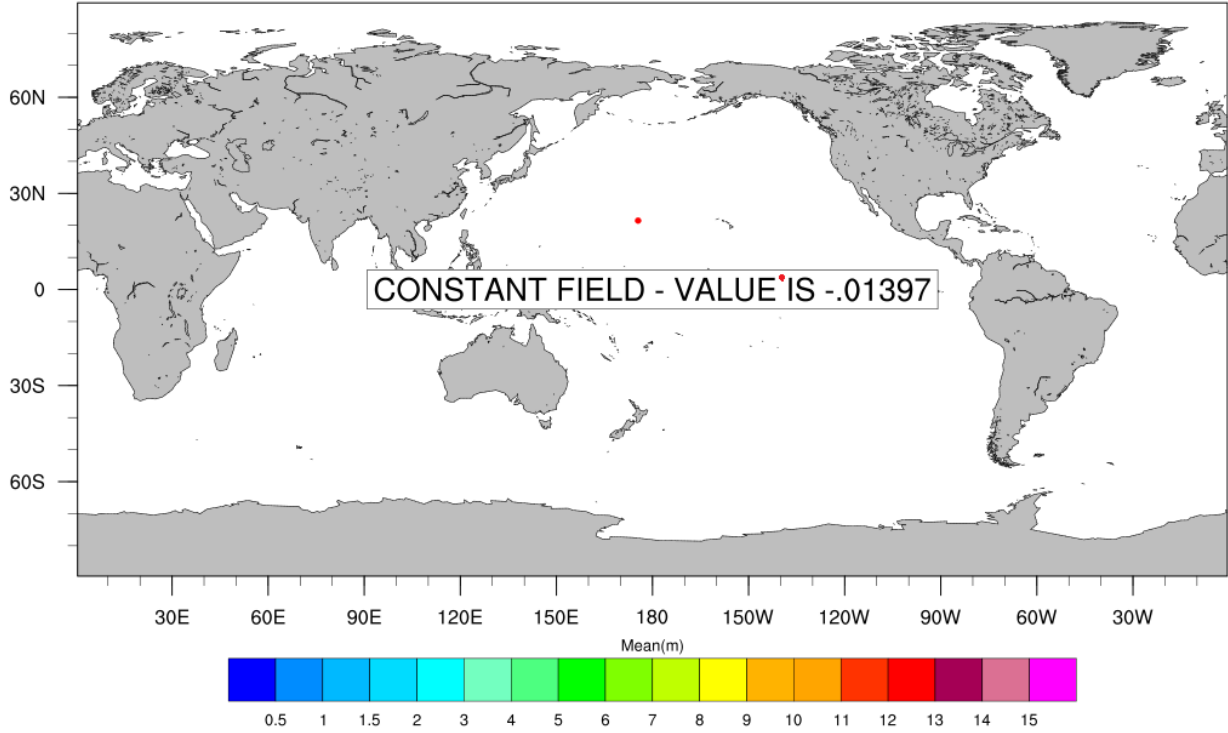 60N
30N
0
30S
60S
CONSTANT FIELD - VALUE IS -.01397
30E 60E 90E 120E 150E 180 150W 120W 90W 60W 30W
Mean(m)
0.5 1 1.5 2 3 4 5 6 7 8 9 10 11 12 13 14 15